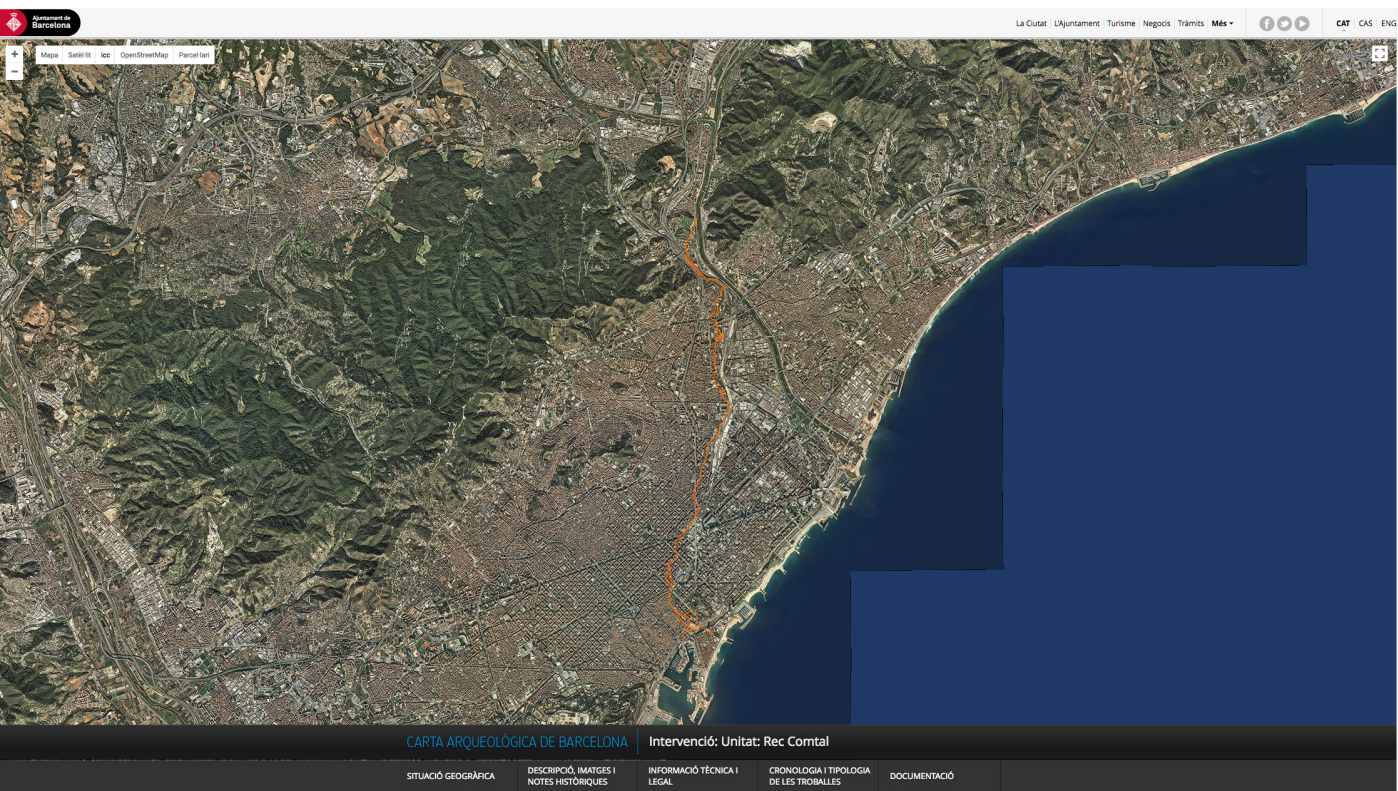 Ajuntament de
Barcelona
La Ciutat L'Ajuntament Turisme Negocis Tràmits Més
CAT CAS ENG
+
Mapa Satèl·lit icc OpenStreetMap Parcel·lari
−
CARTA ARQUEOLÒGICA DE BARCELONA Intervenció: Unitat: Rec Comtal
SITUACIÓ GEOGRÀFICA
DESCRIPCIÓ, IMATGES I
NOTES HISTÒRIQUES
INFORMACIÓ TÈCNICA I
LEGAL
CRONOLOGIA I TIPOLOGIA
DE LES TROBALLES
DOCUMENTACIÓ